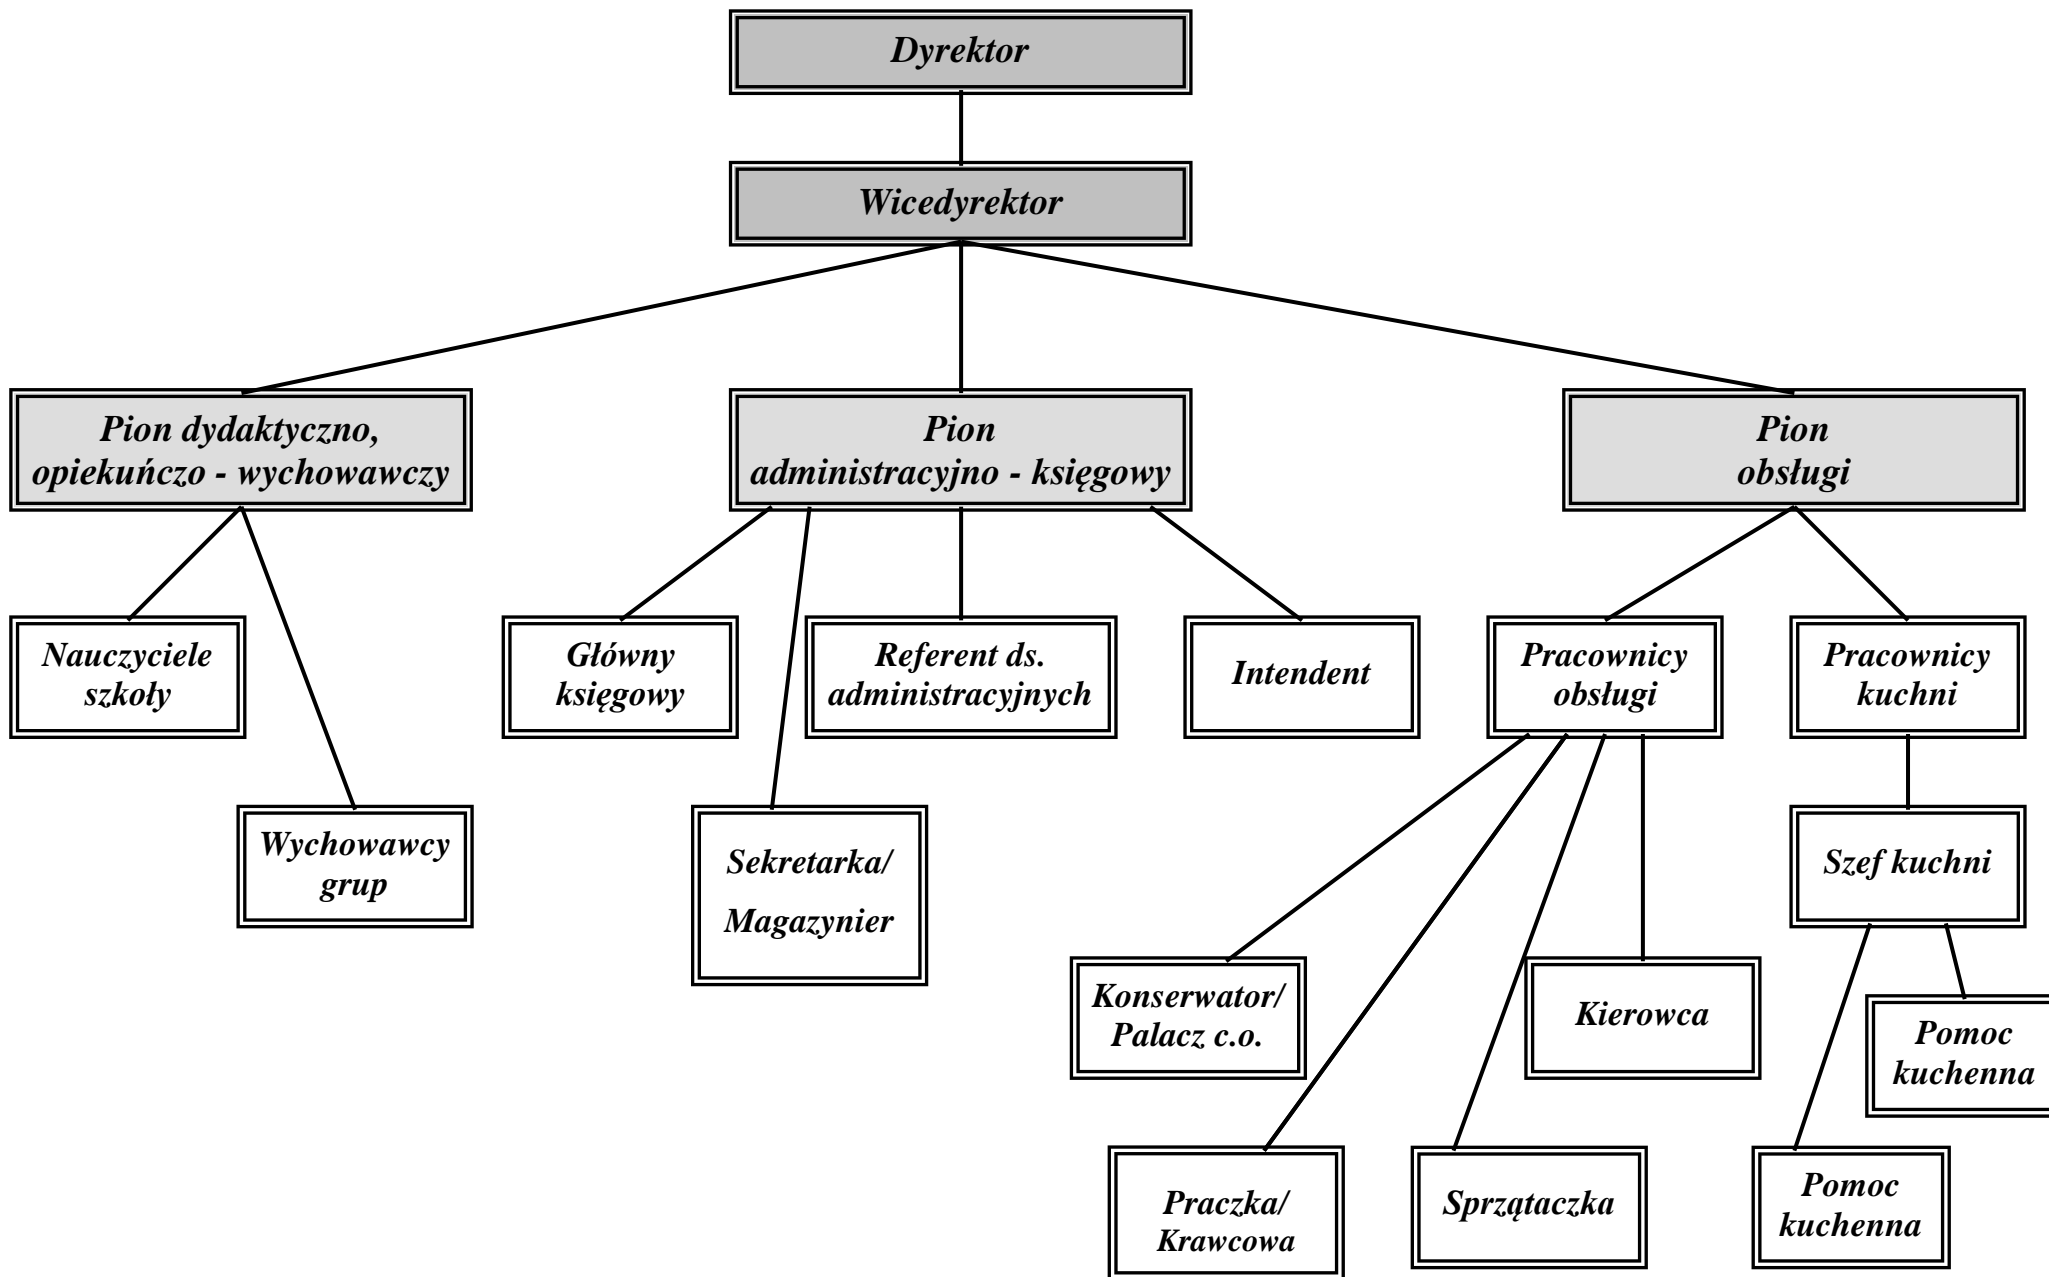 Dyrektor
Wicedyrektor
Pion dydaktyczno,
opiekuńczo - wychowawczy
Pion
administracyjno - księgowy
Pion
obsługi
Nauczyciele
szkoły
Główny
księgowy
Referent ds.
administracyjnych
Intendent
Pracownicy
obsługi
Pracownicy
kuchni
Wychowawcy
grup
Sekretarka/
Magazynier
Szef kuchni
Konserwator/
Palacz c.o.
Kierowca
Pomoc
kuchenna
Praczka/
Krawcowa
Sprzątaczka
Pomoc
kuchenna